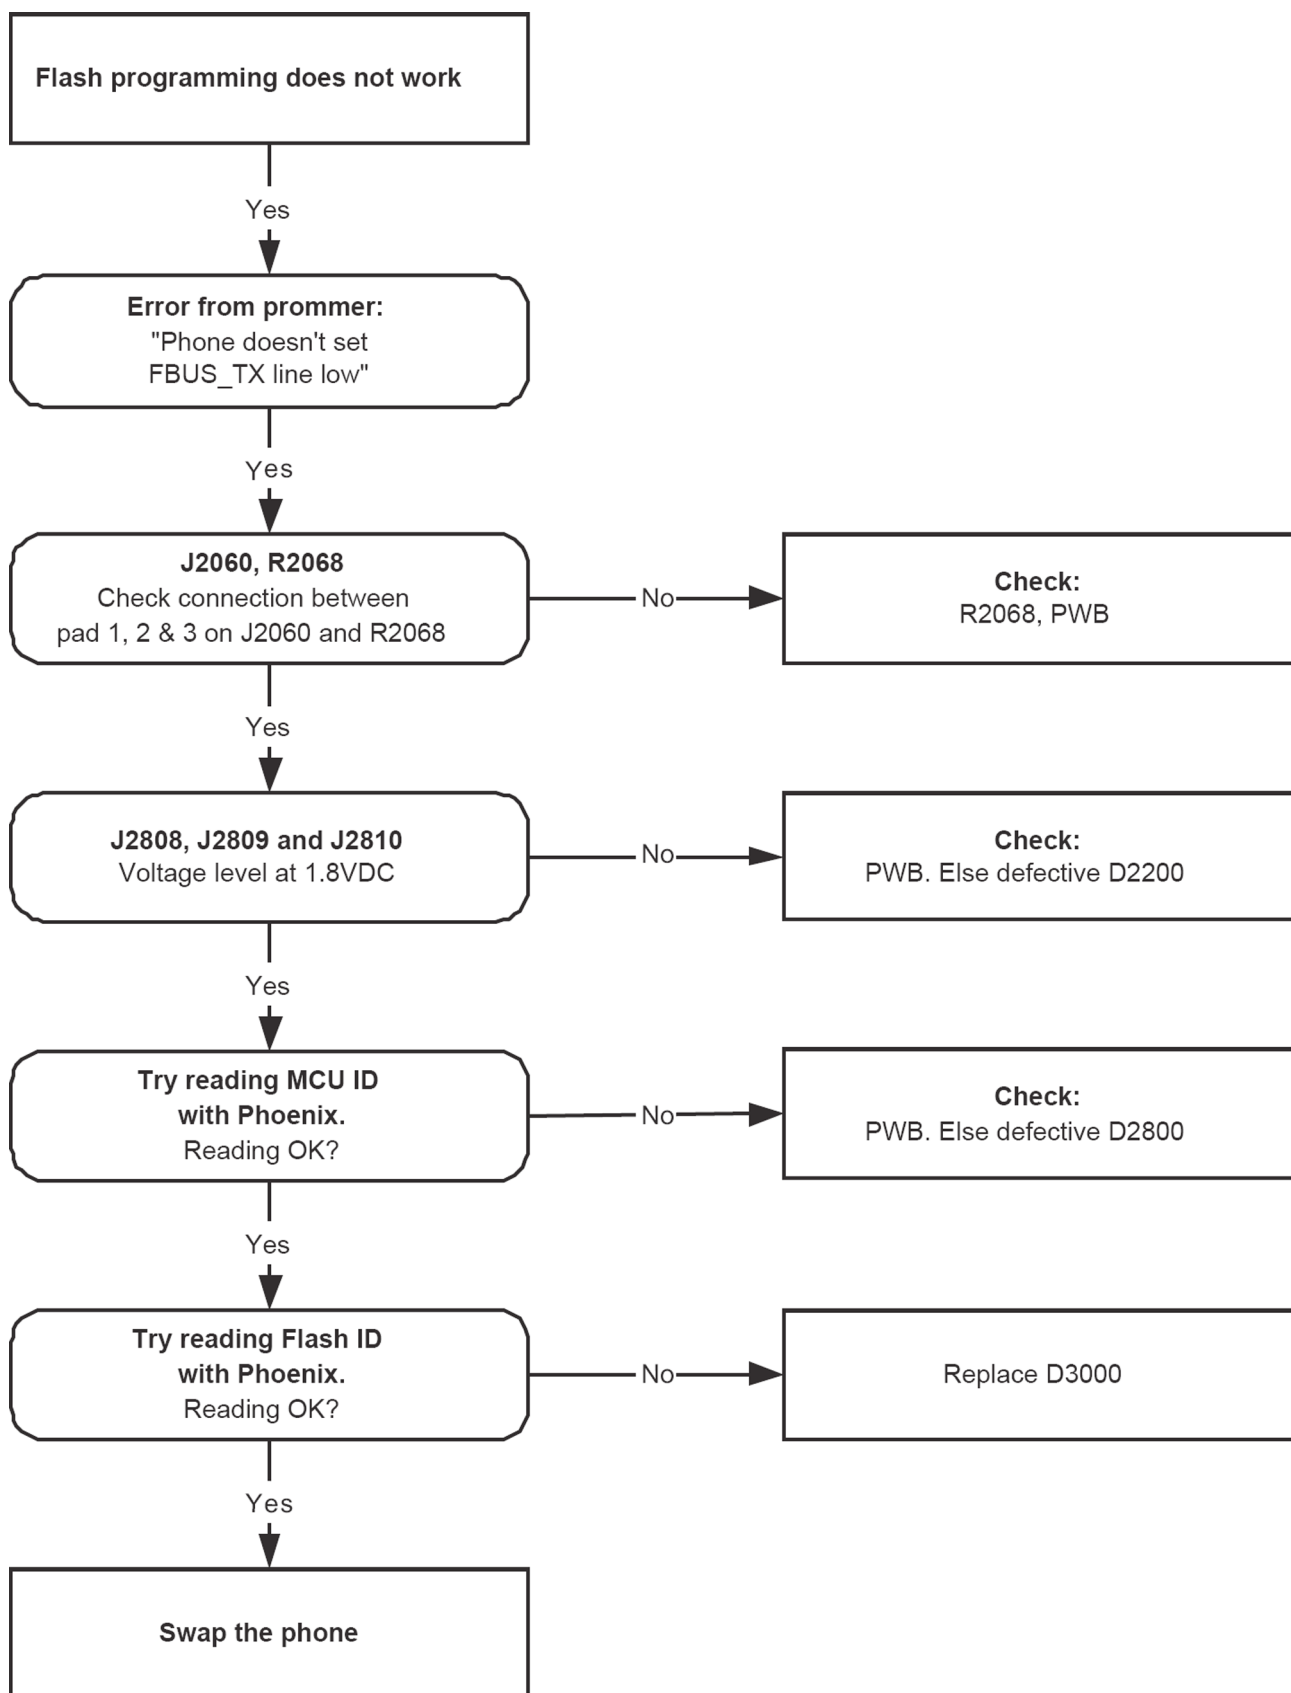 Flash programming does not work
Yes
Error from prommer:
"Phone doesn't set
FBUS_TX line low"
Yes
J2060, R2068
Check connection between
pad 1, 2 & 3 on J2060 and R2068
No
Check:
R2068, PWB
Yes
J2808, J2809 and J2810
Voltage level at 1.8VDC
No
Check:
PWB. Else defective D2200
Yes
Try reading MCU ID
with Phoenix.
Reading OK?
No
Check:
PWB. Else defective D2800
Yes
Try reading Flash ID
with Phoenix.
Reading OK?
No
Replace D3000
Yes
Swap the phone